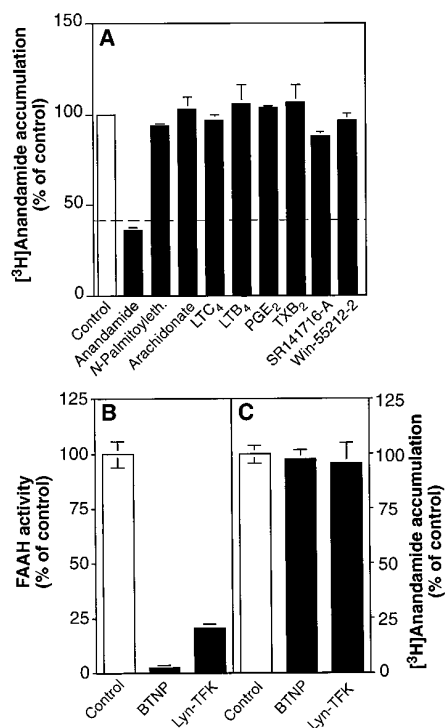 A
[³H]Anandamide accumulation
(% of control)
150
100
50
0
Control
Anandamide
N-Palmitoyleth.
Arachidonate
LTC₄
LTB₄
PGE₂
TXB₂
SR141716-A
Win-55212-2
B
FAAH activity
(% of control)
125
100
75
50
25
0
Control
BTNP
Lyn-TFK
C
125
100
75
50
25
0
[³H]Anandamide accumulation
(% of control)
Control
BTNP
Lyn-TFK